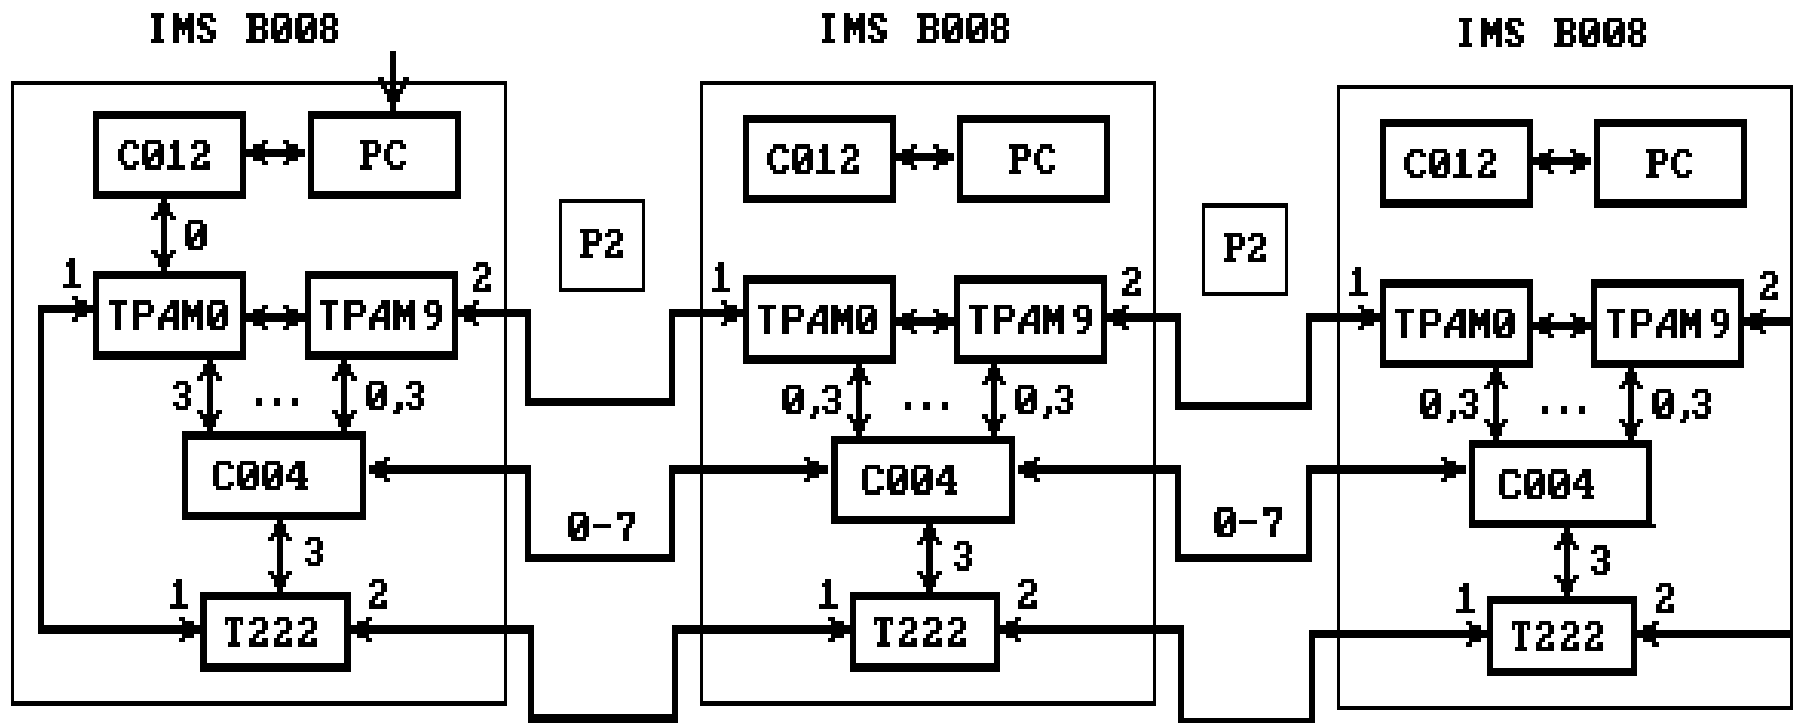 IMS B008 IMS B008 IMS B008
C012 PC C012 PC C012 PC
0 P2 P2
1 2 1 2 1 2
TPAM0 TPAM9 TPAM0 TPAM9 TPAM0 TPAM9
3 ... 0,3 0,3 ... 0,3 0,3 ... 0,3
C004 C004 C004
0-7 0-7
3 3 3
1 2 1 2 1 2
T222 T222 T222